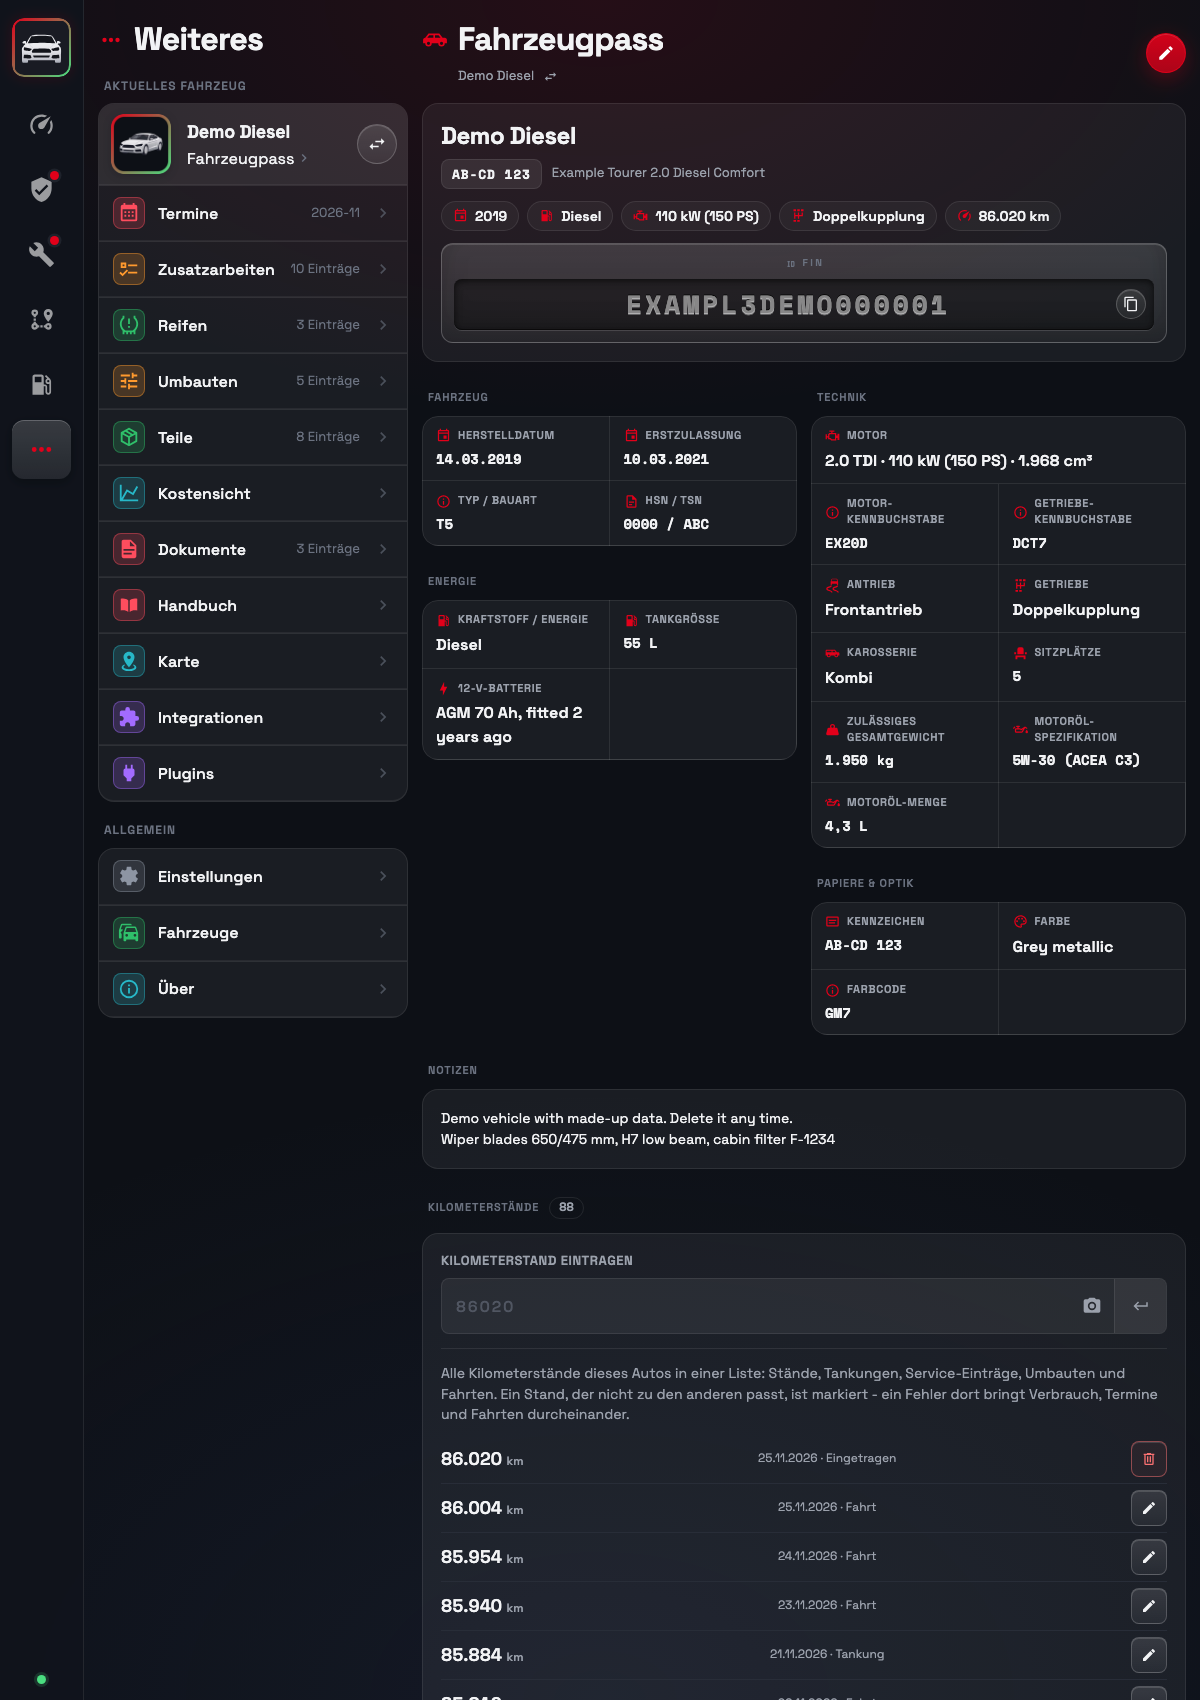 Weiteres
AKTUELLES FAHRZEUG
Demo Diesel
Fahrzeugpass
Termine 2026-11
Zusatzarbeiten 10 Einträge
Reifen 3 Einträge
Umbauten 5 Einträge
Teile 8 Einträge
Kostensicht
Dokumente 3 Einträge
Handbuch
Karte
Integrationen
Plugins
ALLGEMEIN
Einstellungen
Fahrzeuge
Über
Fahrzeugpass
Demo Diesel
Demo Diesel
AB-CD 123 Example Tourer 2.0 Diesel Comfort
2019 Diesel 110 kW (150 PS) Doppelkupplung 86.020 km
ID FIN
EXAMPL3DEMO000001
FAHRZEUG
HERSTELLDATUM
14.03.2019
ERSTZULASSUNG
10.03.2021
TYP / BAUART
T5
HSN / TSN
0000 / ABC
ENERGIE
KRAFTSTOFF / ENERGIE
Diesel
TANKGRÖSSE
55 L
12-V-BATTERIE
AGM 70 Ah, fitted 2
years ago
TECHNIK
MOTOR
2.0 TDI · 110 kW (150 PS) · 1.968 cm³
MOTOR-
KENNBUCHSTABE
EX20D
GETRIEBE-
KENNBUCHSTABE
DCT7
ANTRIEB
Frontantrieb
GETRIEBE
Doppelkupplung
KAROSSERIE
Kombi
SITZPLÄTZE
5
ZULÄSSIGES
GESAMTGEWICHT
1.950 kg
MOTORÖL-
SPEZIFIKATION
5W-30 (ACEA C3)
MOTORÖL-MENGE
4,3 L
PAPIERE & OPTIK
KENNZEICHEN
AB-CD 123
FARBE
Grey metallic
FARBCODE
GM7
NOTIZEN
Demo vehicle with made-up data. Delete it any time.
Wiper blades 650/475 mm, H7 low beam, cabin filter F-1234
KILOMETERSTÄNDE 88
KILOMETERSTAND EINTRAGEN
86020
Alle Kilometerstände dieses Autos in einer Liste: Stände, Tankungen, Service-Einträge, Umbauten und
Fahrten. Ein Stand, der nicht zu den anderen passt, ist markiert - ein Fehler dort bringt Verbrauch, Termine
und Fahrten durcheinander.
86.020 km 25.11.2026 · Eingetragen
86.004 km 25.11.2026 · Fahrt
85.954 km 24.11.2026 · Fahrt
85.940 km 23.11.2026 · Fahrt
85.884 km 21.11.2026 · Tankung